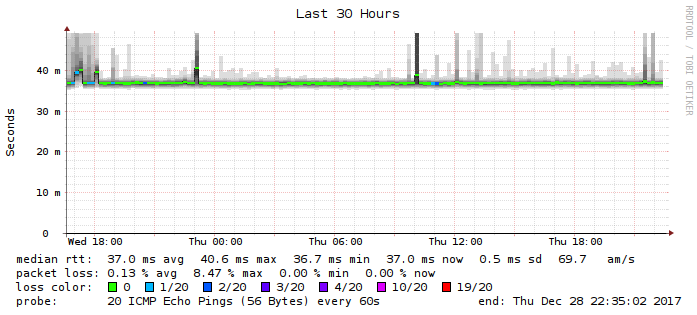 Last 30 Hours
RRDTOOL / TOBI OETIKER
Seconds
40 m
30 m
20 m
10 m
0
Wed 18:00 Thu 00:00 Thu 06:00 Thu 12:00 Thu 18:00
median rtt: 37.0 ms avg 40.6 ms max 36.7 ms min 37.0 ms now 0.5 ms sd 69.7 am/s
packet loss: 0.13 % avg 8.47 % max 0.00 % min 0.00 % now
loss color: 0 1/20 2/20 3/20 4/20 10/20 19/20
probe: 20 ICMP Echo Pings (56 Bytes) every 60s end: Thu Dec 28 22:35:02 2017